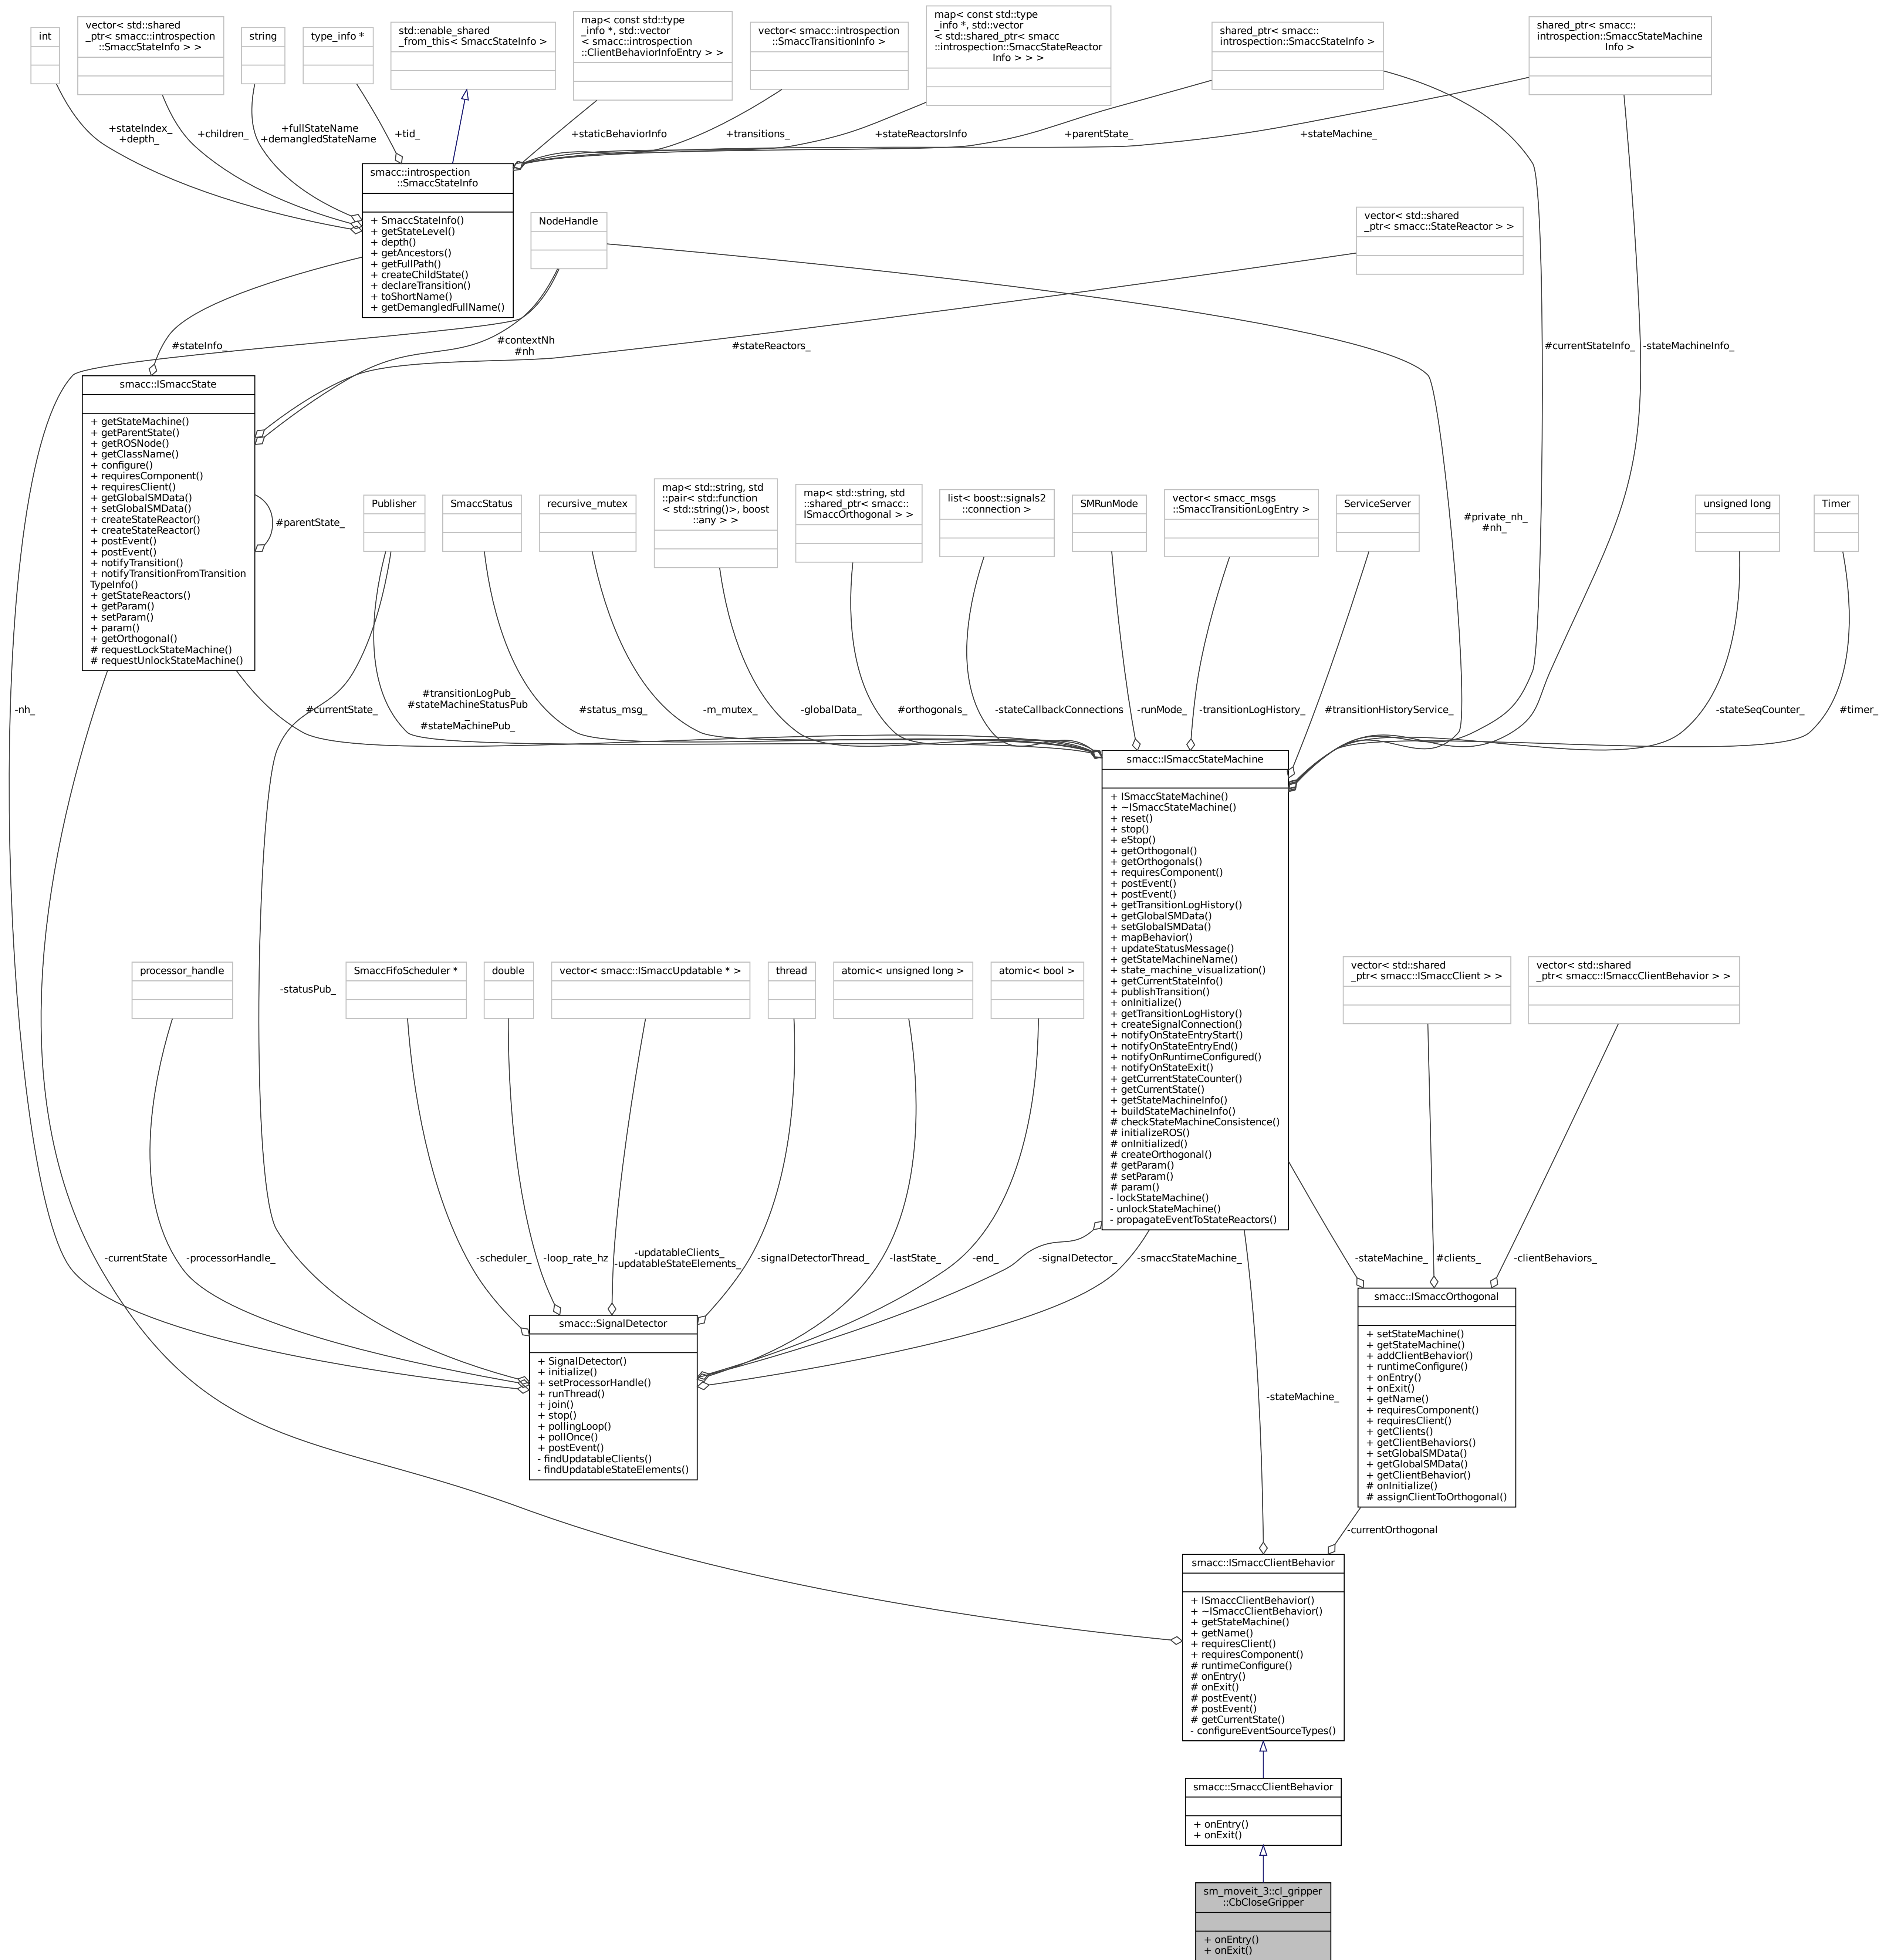 int
vector< std::shared
_ptr< smacc::introspection
::SmaccStateInfo > >
string
type_info *
std::enable_shared
_from_this< SmaccStateInfo >
map< const std::type
_info *, std::vector
< smacc::introspection
::ClientBehaviorInfoEntry > >
vector< smacc::introspection
::SmaccTransitionInfo >
map< const std::type
_info *, std::vector
< std::shared_ptr< smacc
::introspection::SmaccStateReactor
Info > > >
shared_ptr< smacc::
introspection::SmaccStateInfo >
shared_ptr< smacc::
introspection::SmaccStateMachine
Info >
+stateIndex_
+depth_
+children_
+fullStateName
+demangledStateName
+tid_
+staticBehaviorInfo
+transitions_
+stateReactorsInfo
+parentState_
+stateMachine_
smacc::introspection
::SmaccStateInfo
+ SmaccStateInfo()
+ getStateLevel()
+ depth()
+ getAncestors()
+ getFullPath()
+ createChildState()
+ declareTransition()
+ toShortName()
+ getDemangledFullName()
NodeHandle
vector< std::shared
_ptr< smacc::StateReactor > >
#stateInfo_
#contextNh
#nh
#stateReactors_
#currentStateInfo_
-stateMachineInfo_
smacc::ISmaccState
+ getStateMachine()
+ getParentState()
+ getROSNode()
+ getClassName()
+ configure()
+ requiresComponent()
+ requiresClient()
+ getGlobalSMData()
+ setGlobalSMData()
+ createStateReactor()
+ createStateReactor()
+ postEvent()
+ postEvent()
+ notifyTransition()
+ notifyTransitionFromTransition
TypeInfo()
+ getStateReactors()
+ getParam()
+ setParam()
+ param()
+ getOrthogonal()
# requestLockStateMachine()
# requestUnlockStateMachine()
#parentState_
Publisher
SmaccStatus
recursive_mutex
map< std::string, std
::pair< std::function
< std::string()>, boost
::any > >
map< std::string, std
::shared_ptr< smacc::
ISmaccOrthogonal > >
list< boost::signals2
::connection >
SMRunMode
vector< smacc_msgs
::SmaccTransitionLogEntry >
ServiceServer
#private_nh_
#nh_
unsigned long
Timer
-nh_
#currentState_
#transitionLogPub_
#stateMachineStatusPub
_
#stateMachinePub_
#status_msg_
-m_mutex_
-globalData_
#orthogonals_
-stateCallbackConnections
-runMode_
-transitionLogHistory_
#transitionHistoryService_
-stateSeqCounter_
#timer_
smacc::ISmaccStateMachine
+ ISmaccStateMachine()
+ ~ISmaccStateMachine()
+ reset()
+ stop()
+ eStop()
+ getOrthogonal()
+ getOrthogonals()
+ requiresComponent()
+ postEvent()
+ postEvent()
+ getTransitionLogHistory()
+ getGlobalSMData()
+ setGlobalSMData()
+ mapBehavior()
+ updateStatusMessage()
+ getStateMachineName()
+ state_machine_visualization()
+ getCurrentStateInfo()
+ publishTransition()
+ onInitialize()
+ getTransitionLogHistory()
+ createSignalConnection()
+ notifyOnStateEntryStart()
+ notifyOnStateEntryEnd()
+ notifyOnRuntimeConfigured()
+ notifyOnStateExit()
+ getCurrentStateCounter()
+ getCurrentState()
+ getStateMachineInfo()
+ buildStateMachineInfo()
# checkStateMachineConsistence()
# initializeROS()
# onInitialized()
# createOrthogonal()
# getParam()
# setParam()
# param()
- lockStateMachine()
- unlockStateMachine()
- propagateEventToStateReactors()
processor_handle
-statusPub_
SmaccFifoScheduler *
double
vector< smacc::ISmaccUpdatable * >
thread
atomic< unsigned long >
atomic< bool >
vector< std::shared
_ptr< smacc::ISmaccClient > >
vector< std::shared
_ptr< smacc::ISmaccClientBehavior > >
-currentState
-processorHandle_
-scheduler_
-loop_rate_hz
-updatableClients_
-updatableStateElements_
-signalDetectorThread_
-lastState_
-end_
-signalDetector_
-smaccStateMachine_
-stateMachine_
#clients_
-clientBehaviors_
smacc::SignalDetector
+ SignalDetector()
+ initialize()
+ setProcessorHandle()
+ runThread()
+ join()
+ stop()
+ pollingLoop()
+ pollOnce()
+ postEvent()
- findUpdatableClients()
- findUpdatableStateElements()
-stateMachine_
smacc::ISmaccOrthogonal
+ setStateMachine()
+ getStateMachine()
+ addClientBehavior()
+ runtimeConfigure()
+ onEntry()
+ onExit()
+ getName()
+ requiresComponent()
+ requiresClient()
+ getClients()
+ getClientBehaviors()
+ setGlobalSMData()
+ getGlobalSMData()
+ getClientBehavior()
# onInitialize()
# assignClientToOrthogonal()
-currentOrthogonal
smacc::ISmaccClientBehavior
+ ISmaccClientBehavior()
+ ~ISmaccClientBehavior()
+ getStateMachine()
+ getName()
+ requiresClient()
+ requiresComponent()
# runtimeConfigure()
# onEntry()
# onExit()
# postEvent()
# postEvent()
# getCurrentState()
- configureEventSourceTypes()
smacc::SmaccClientBehavior
+ onEntry()
+ onExit()
sm_moveit_3::cl_gripper
::CbCloseGripper
+ onEntry()
+ onExit()